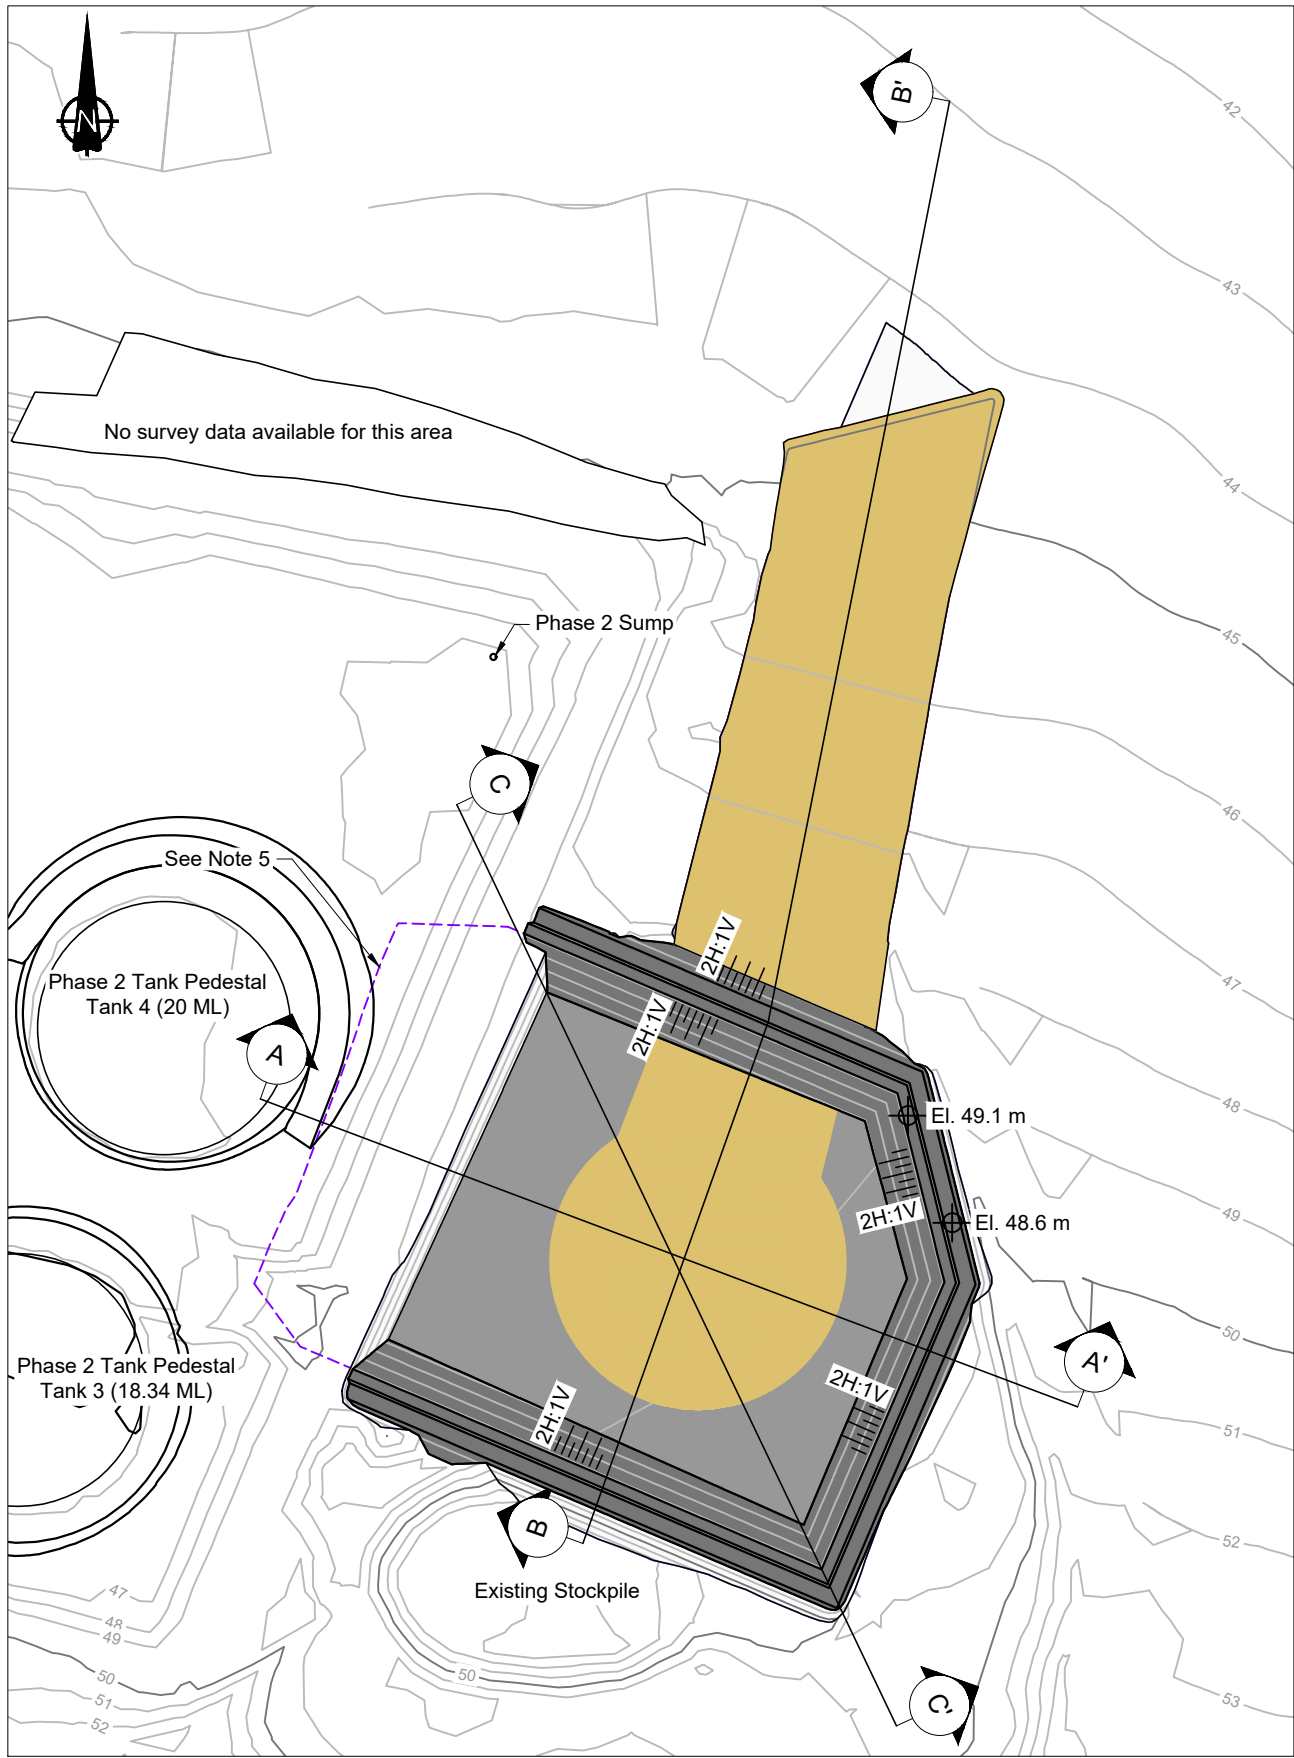 N
B'
42
43
No survey data available for this area
44
Phase 2 Sump
45
C
46
See Note 5
2H:1V
Phase 2 Tank Pedestal
Tank 4 (20 ML)
47
2H:1V
A
El. 49.1 m
48
2H:1V
El. 48.6 m
49
50
A'
Phase 2 Tank Pedestal
Tank 3 (18.34 ML)
2H:1V
2H:1V
51
B
52
Existing Stockpile
47
48
49
50
50
51
52
C'
53